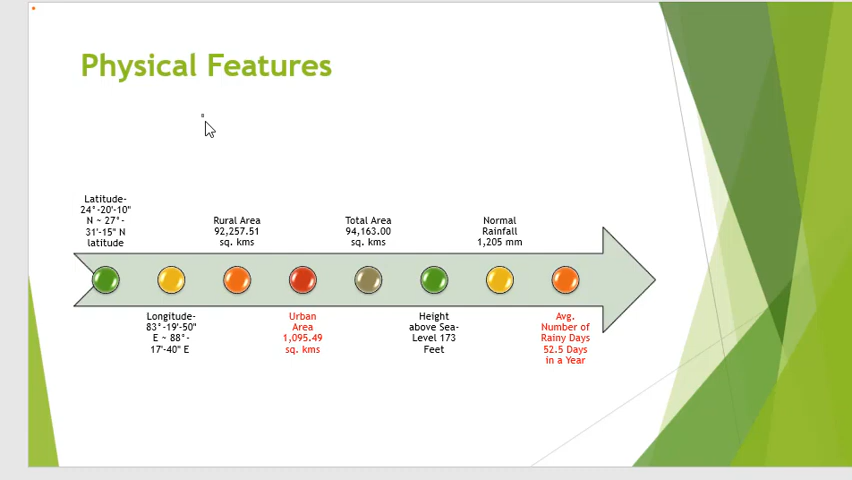 Physical Features
Latitude-
24°-20'-10"
N ~ 27°-
31'-15" N
latitude
Longitude-
83°-19'-50"
E ~ 88°-
17'-40" E
Rural Area
92,257.51
sq. kms
Urban
Area
1,095.49
sq. kms
Total Area
94,163.00
sq. kms
Height
above Sea-
Level 173
Feet
Normal
Rainfall
1,205 mm
Avg.
Number of
Rainy Days
52.5 Days
in a Year